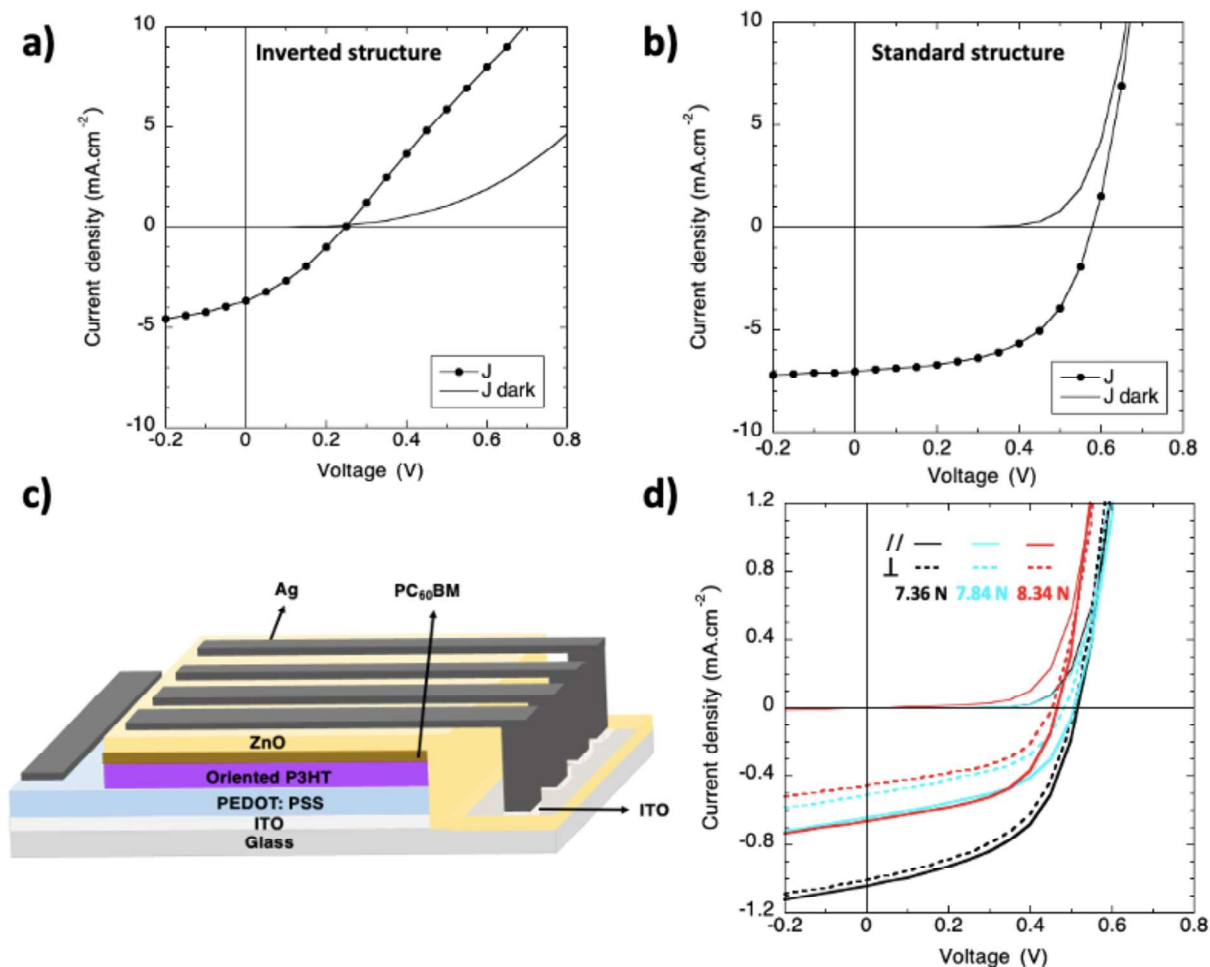 a)
Inverted structure
10
5
0
-5
-10
-0.2 0 0.2 0.4 0.6 0.8
Current density (mA.cm-2)
Voltage (V)
J
J dark
b)
Standard structure
10
5
0
-5
-10
-0.2 0 0.2 0.4 0.6 0.8
Current density (mA.cm-2)
Voltage (V)
J
J dark
c)
Ag
PC60BM
ZnO
Oriented P3HT
PEDOT: PSS
ITO
ITO
Glass
d)
1.2
0.8
0.4
0
-0.4
-0.8
-1.2
-0.2 0 0.2 0.4 0.6 0.8
Current density (mA.cm-2)
Voltage (V)
//
⊥
7.36 N 7.84 N 8.34 N